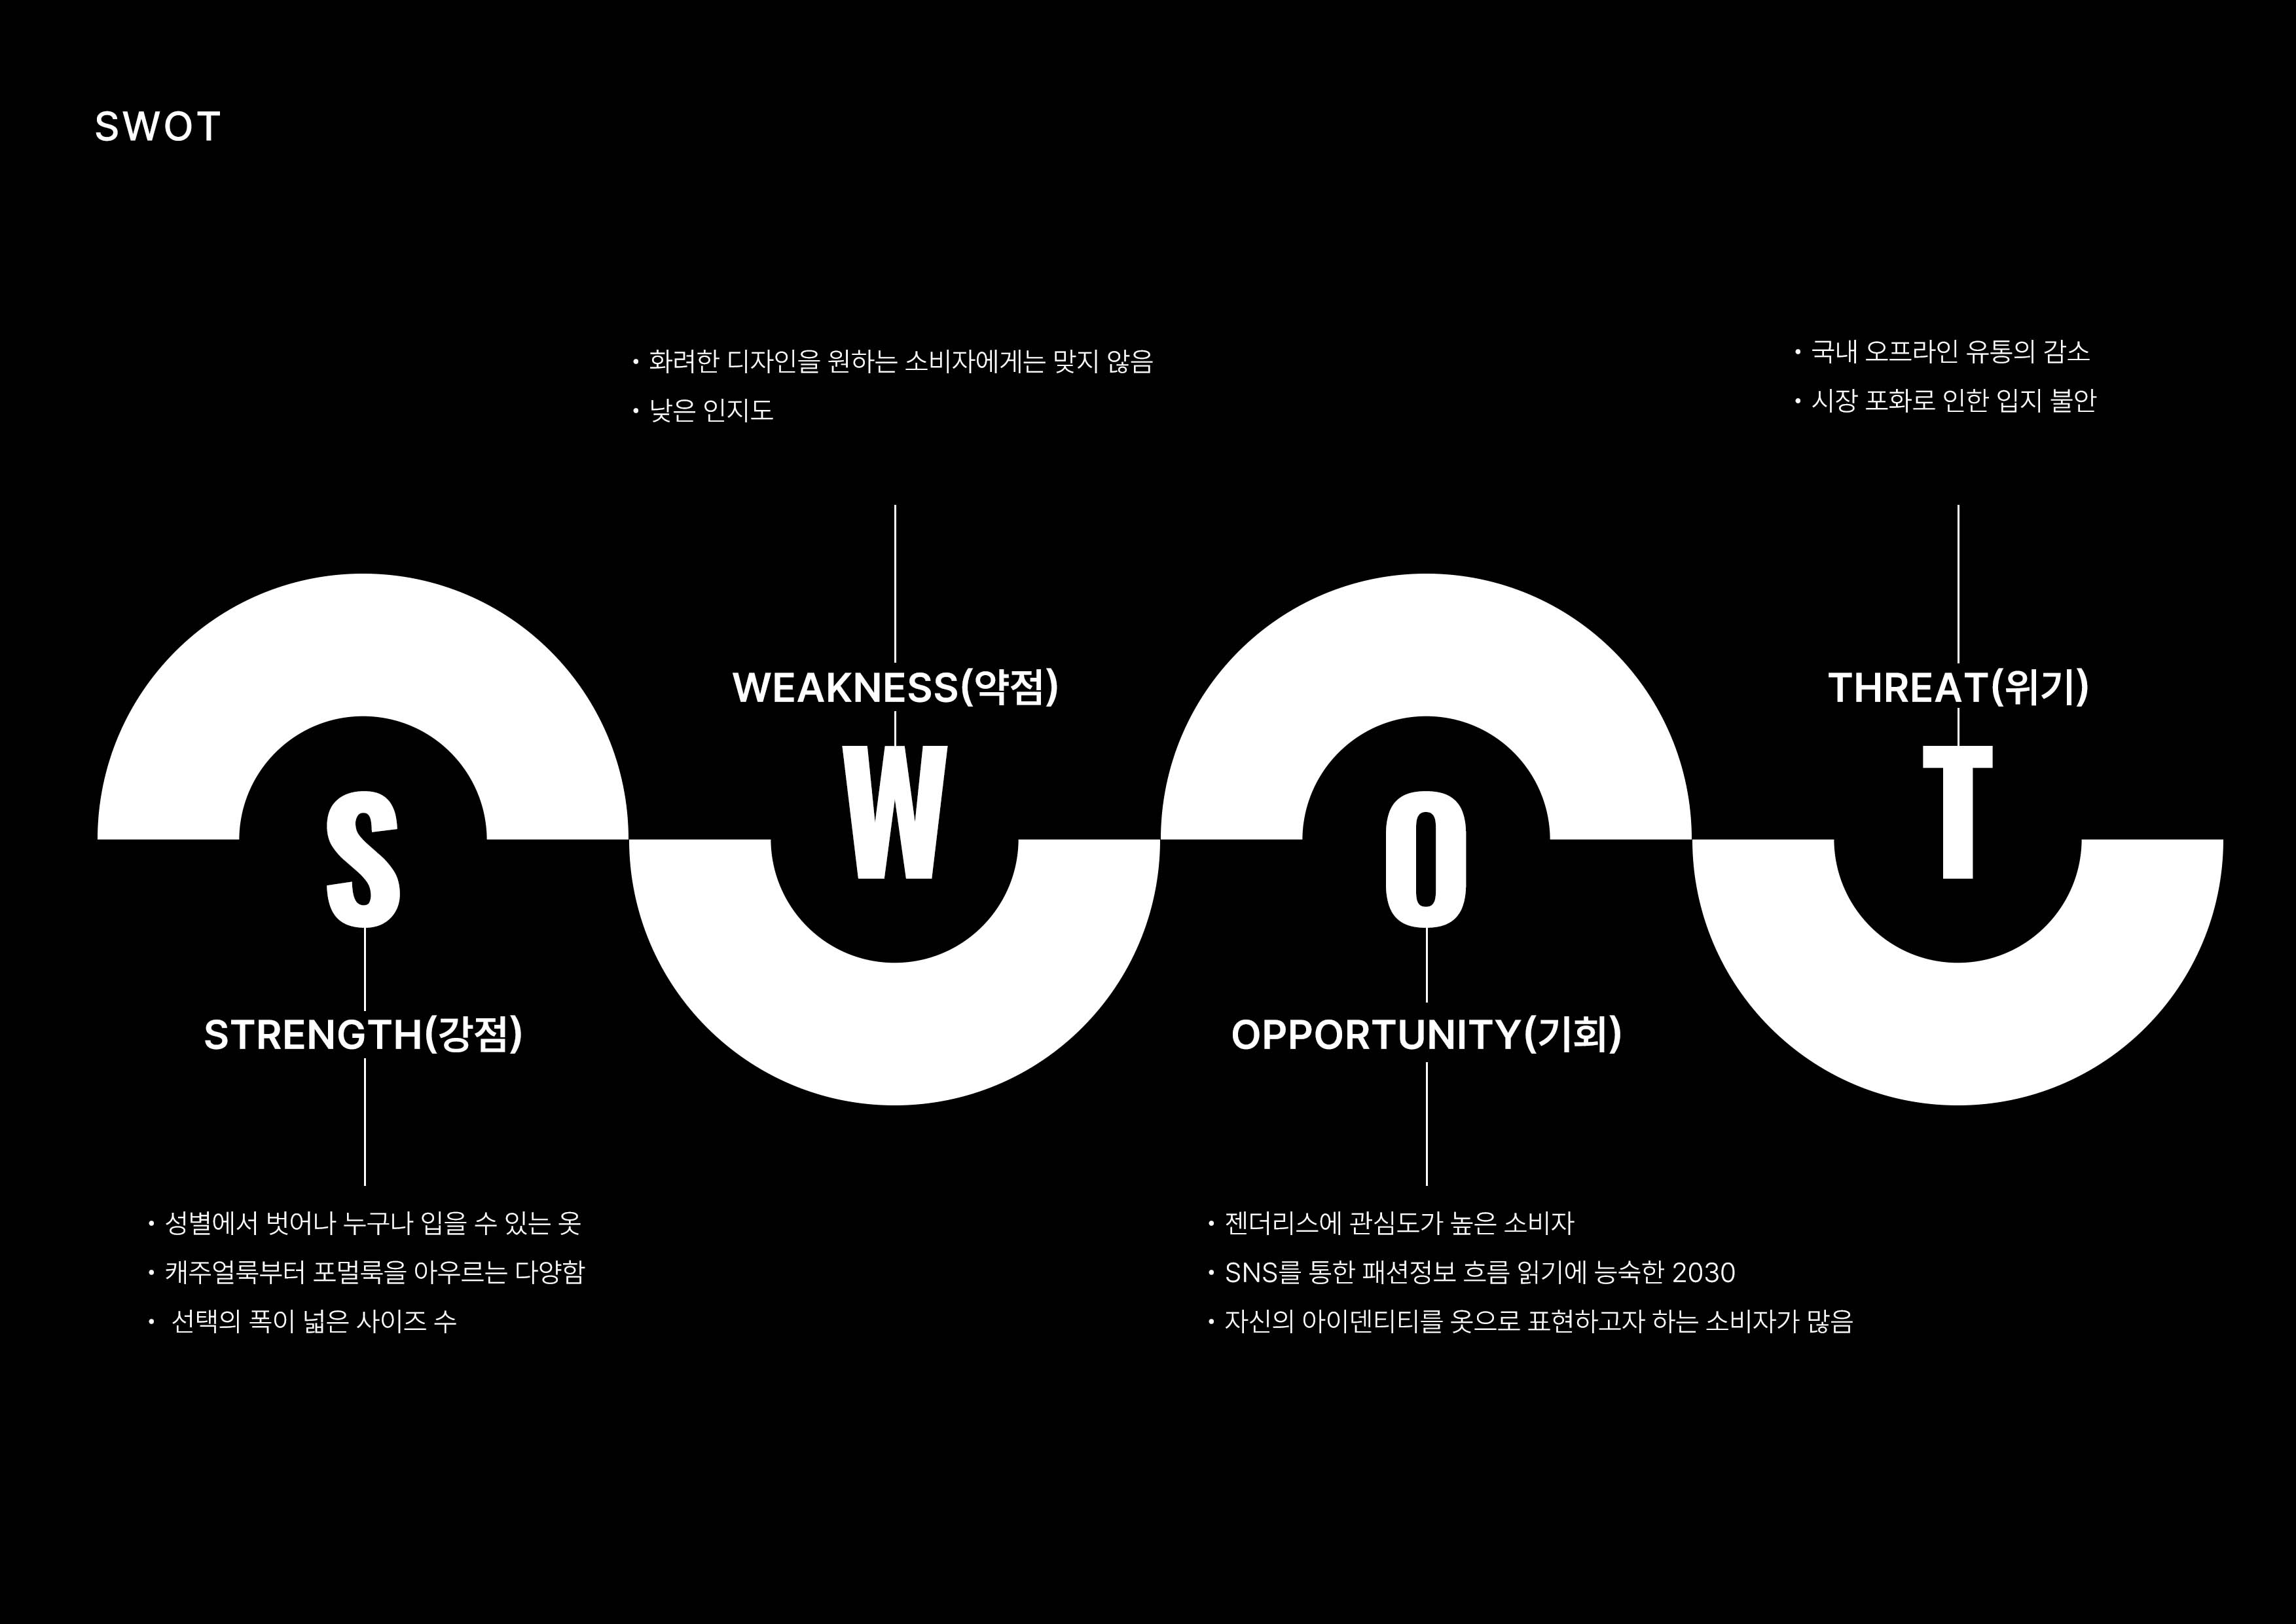 SWOT
• 화려한 디자인을 원하는 소비자에게는 맞지 않음
• 낮은 인지도
• 국내 오프라인 유통의 감소
• 시장 포화로 인한 입지 불안
WEAKNESS(약점)
THREAT(위기)
S
W
O
T
STRENGTH(강점)
OPPORTUNITY(기회)
• 성별에서 벗어나 누구나 입을 수 있는 옷
• 캐주얼룩부터 포멀룩을 아우르는 다양함
• 선택의 폭이 넓은 사이즈 수
• 젠더리스에 관심도가 높은 소비자
• SNS를 통한 패션정보 흐름 읽기에 능숙한 2030
• 자신의 아이덴티티를 옷으로 표현하고자 하는 소비자가 많음